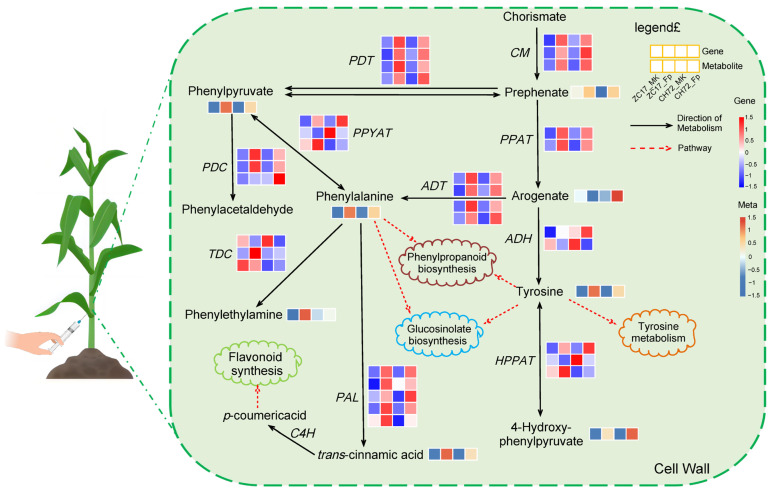 Chorismate
legend£
Gene
Metabolite
ZC17_MK
ZC17_Fp
CH72_MK
CH72_Fp
CM
PDT
Phenylpyruvate
Prephenate
Gene
1.5
1
0.5
0
-0.5
-1
-1.5
Direction of
Metabolism
Pathway
PPYAT
PPAT
PDC
ADT
Phenylalanine
Arogenate
Phenylacetaldehyde
Meta
1.5
1
0.5
0
-0.5
-1
-1.5
ADH
TDC
Phenylpropanoid
biosynthesis
Tyrosine
Phenylethylamine
Glucosinolate
biosynthesis
Tyrosine
metabolism
Flavonoid
synthesis
HPPAT
PAL
p-coumericacid
C4H
4-Hydroxy-
phenylpyruvate
trans-cinnamic acid
Cell Wall